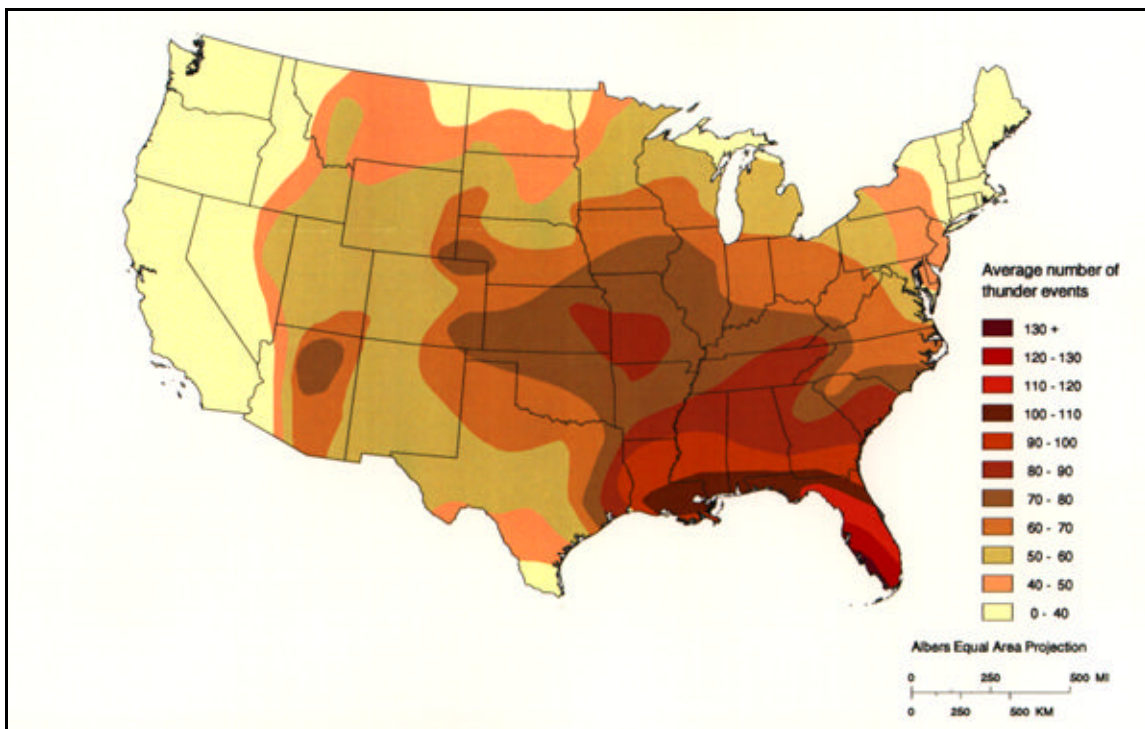 Average number of
thunder events
130 +
120 - 130
110 - 120
100 - 110
90 - 100
80 - 90
70 - 80
60 - 70
50 - 60
40 - 50
0 - 40
Albers Equal Area Projection
0 250 500 MI
0 250 500 KM